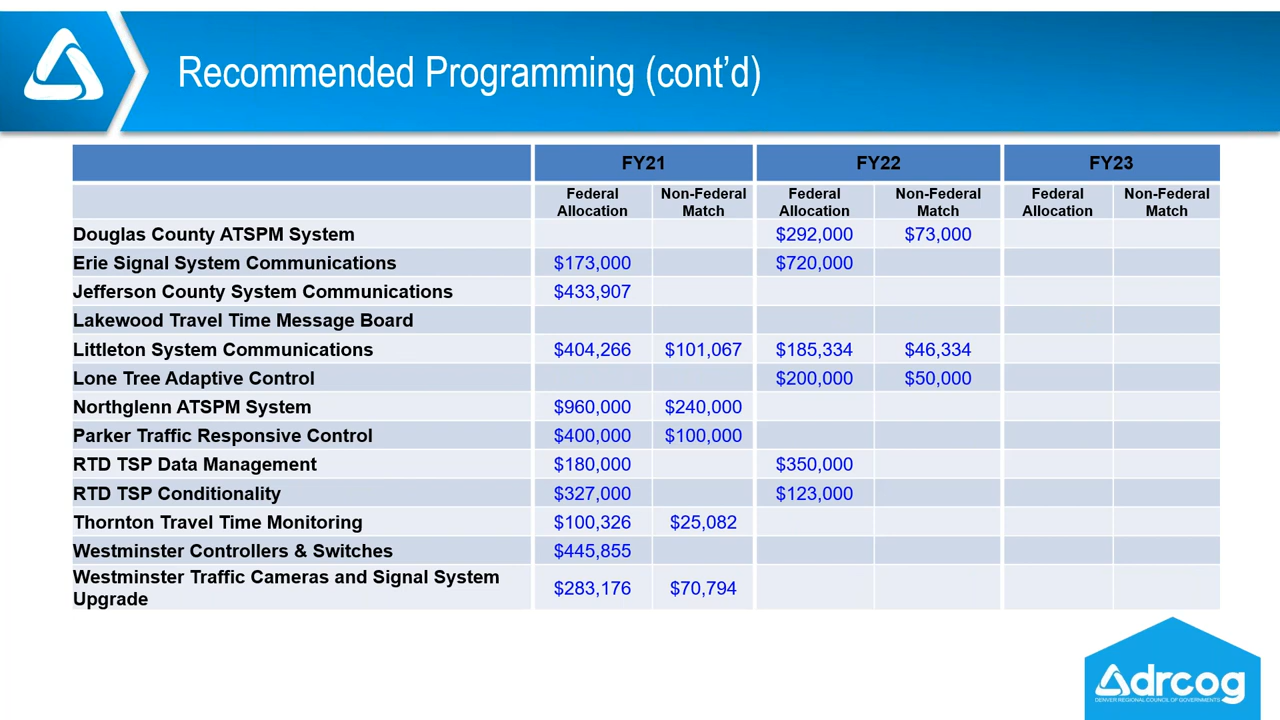 Recommended Programming (cont’d)
FY21 FY22 FY23
Federal Allocation Non-Federal Match Federal Allocation Non-Federal Match Federal Allocation Non-Federal Match
Douglas County ATSPM System $292,000 $73,000
Erie Signal System Communications $173,000 $720,000
Jefferson County System Communications $433,907
Lakewood Travel Time Message Board
Littleton System Communications $404,266 $101,067 $185,334 $46,334
Lone Tree Adaptive Control $200,000 $50,000
Northglenn ATSPM System $960,000 $240,000
Parker Traffic Responsive Control $400,000 $100,000
RTD TSP Data Management $180,000 $350,000
RTD TSP Conditionality $327,000 $123,000
Thornton Travel Time Monitoring $100,326 $25,082
Westminster Controllers & Switches $445,855
Westminster Traffic Cameras and Signal System
Upgrade $283,176 $70,794
drcog
DENVER REGIONAL COUNCIL OF GOVERNMENTS